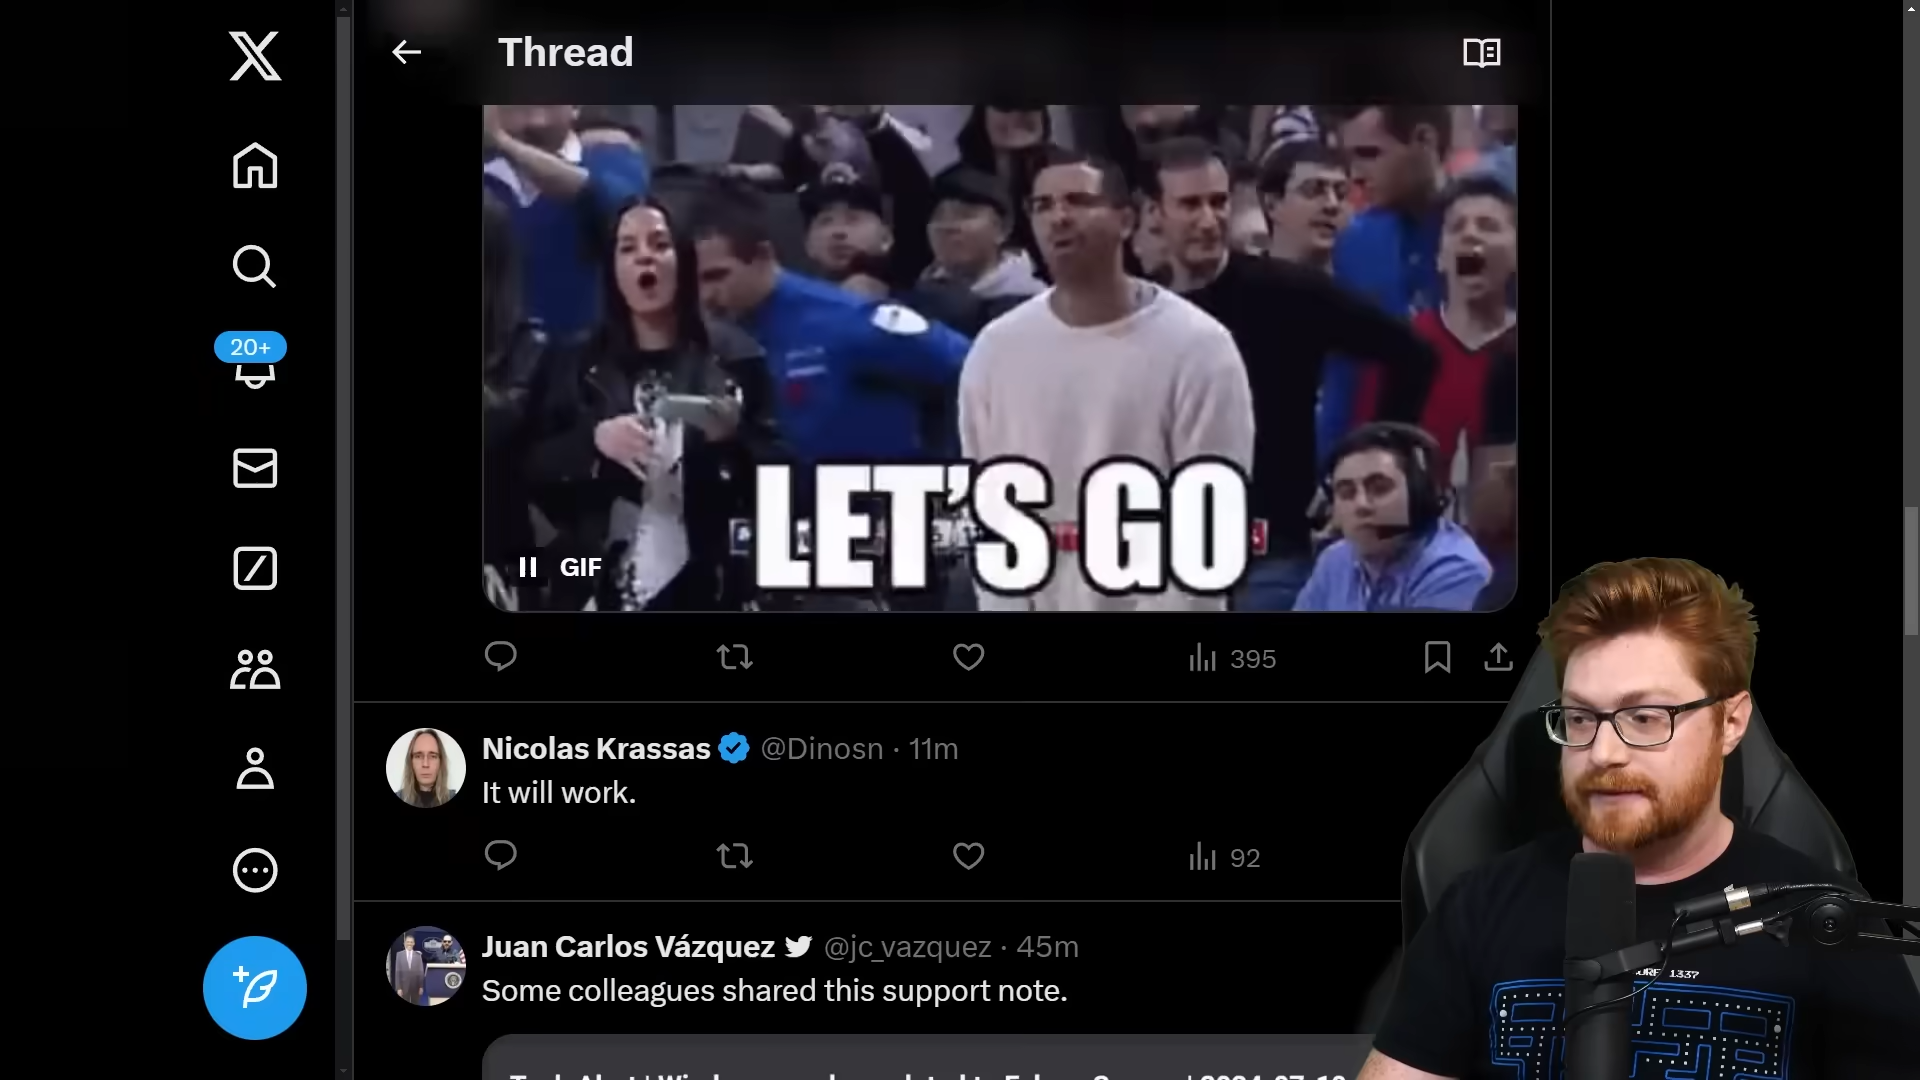 Thread
20+
LET'S GO
GIF
395
Nicolas Krassas @Dinosn · 11m
It will work.
92
Juan Carlos Vázquez @jc_vazquez · 45m
Some colleagues shared this support note.
1337